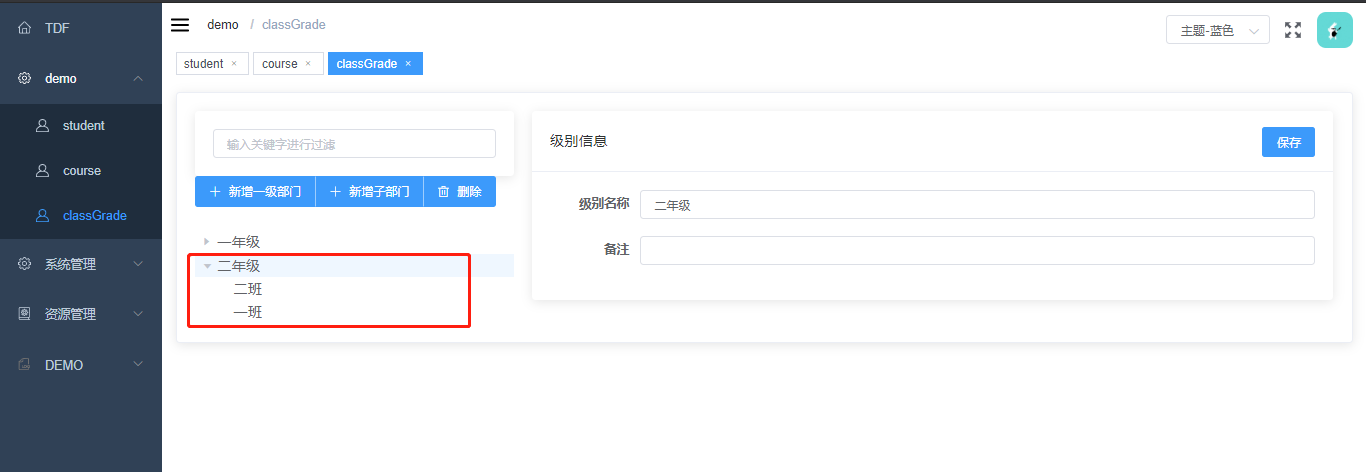 TDF
demo
student
course
classGrade
系统管理
资源管理
DEMO
demo / classGrade
主题-蓝色
student ×
course ×
classGrade ×
输入关键字进行过滤
新增一级部门
新增子部门
删除
一年级
二年级
二班
一班
级别信息
保存
级别名称
二年级
备注